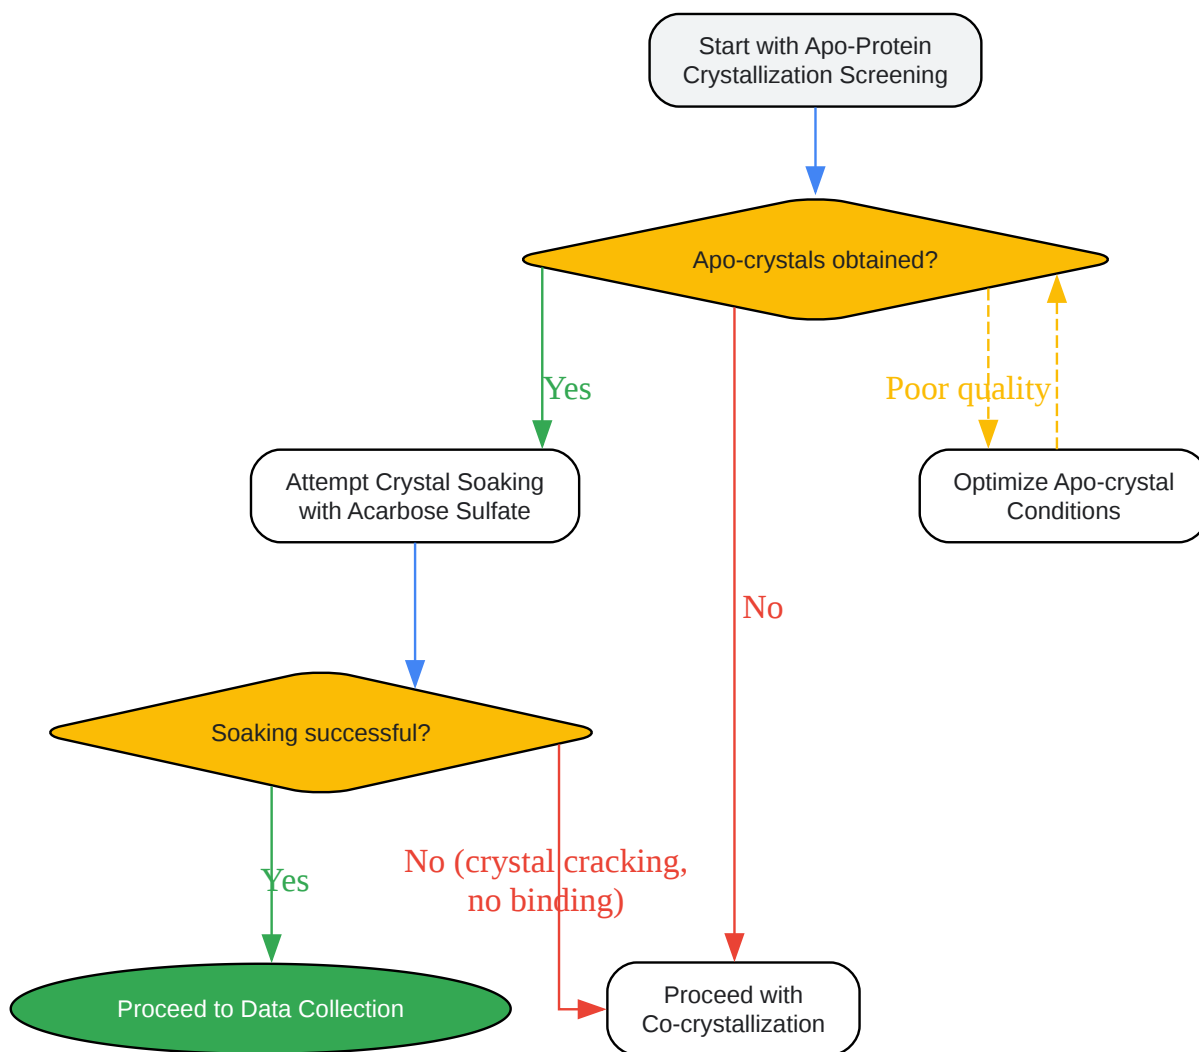 Start with Apo-Protein
Crystallization Screening
Apo-crystals obtained?
Yes
Poor quality
Attempt Crystal Soaking
with Acarbose Sulfate
Optimize Apo-crystal
Conditions
No
Soaking successful?
No (crystal cracking,
no binding)
Yes
Proceed to Data Collection
Proceed with
Co-crystallization